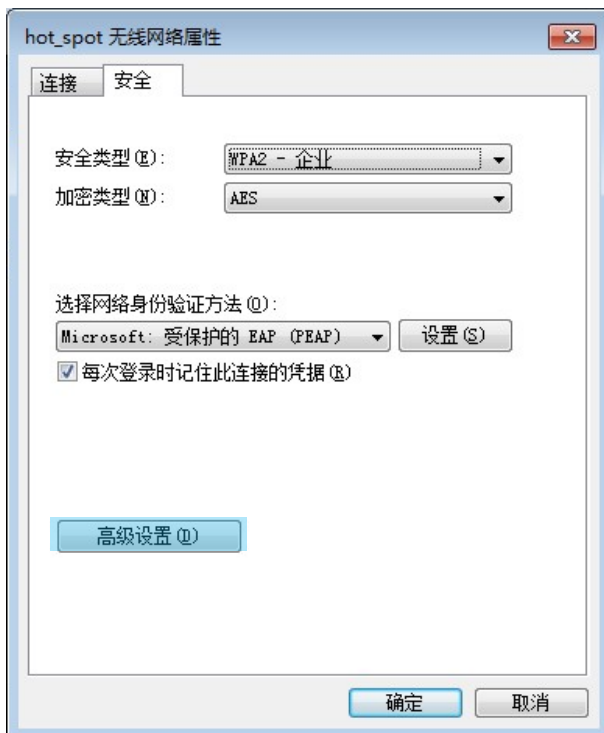 hot_spot 无线网络属性
连接 安全
安全类型(E): WPA2 - 企业
加密类型(N): AES
选择网络身份验证方法(O):
Microsoft: 受保护的 EAP (PEAP) 设置(S)
每次登录时记住此连接的凭据(R)
高级设置(D)
确定 取消